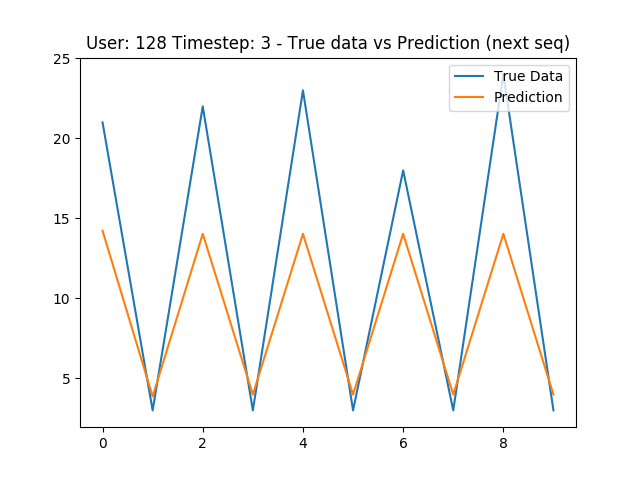 User: 128 Timestep: 3 - True data vs Prediction (next seq)
25
20
15
10
5
0 2 4 6 8
True Data
Prediction